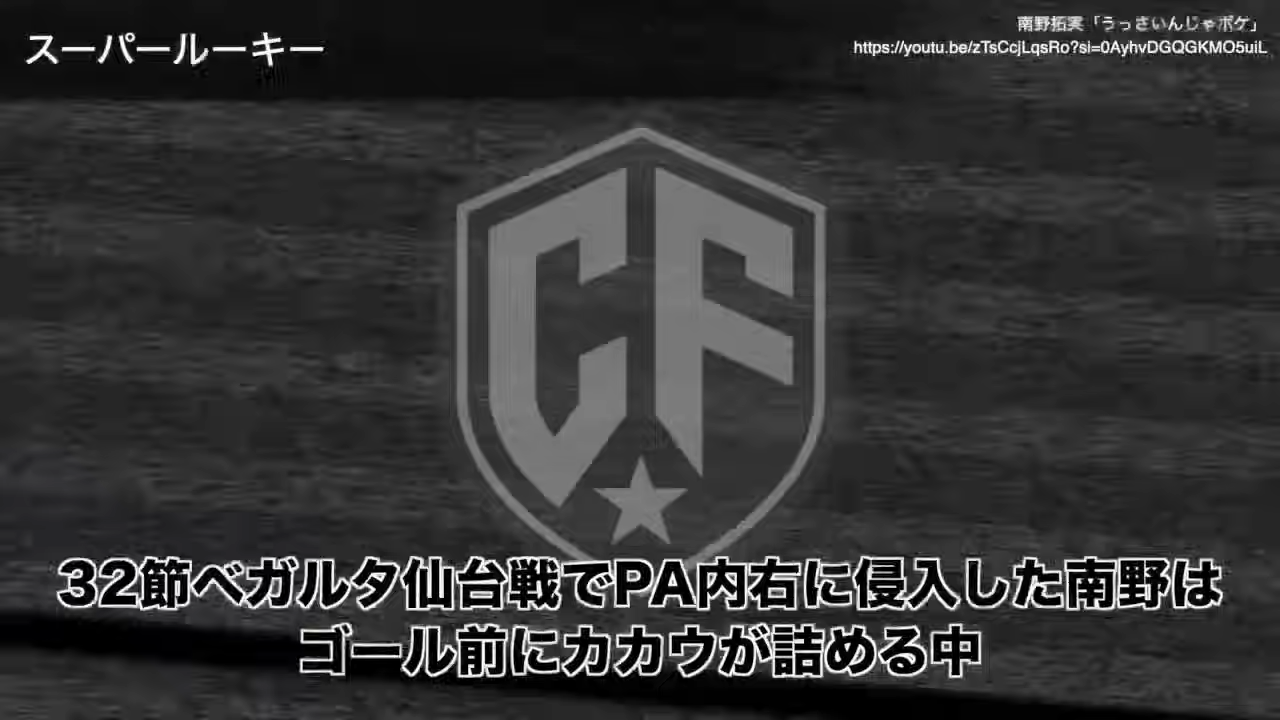 スーパールーキー
南野拓実「うっさいんじゃボケ」
https://youtu.be/zTsCcjLqsRo?si=0AyhvDGQGKMO5uiL
CF
32節ベガルタ仙台戦でPA内右に侵入した南野は
ゴール前にカカウが詰める中